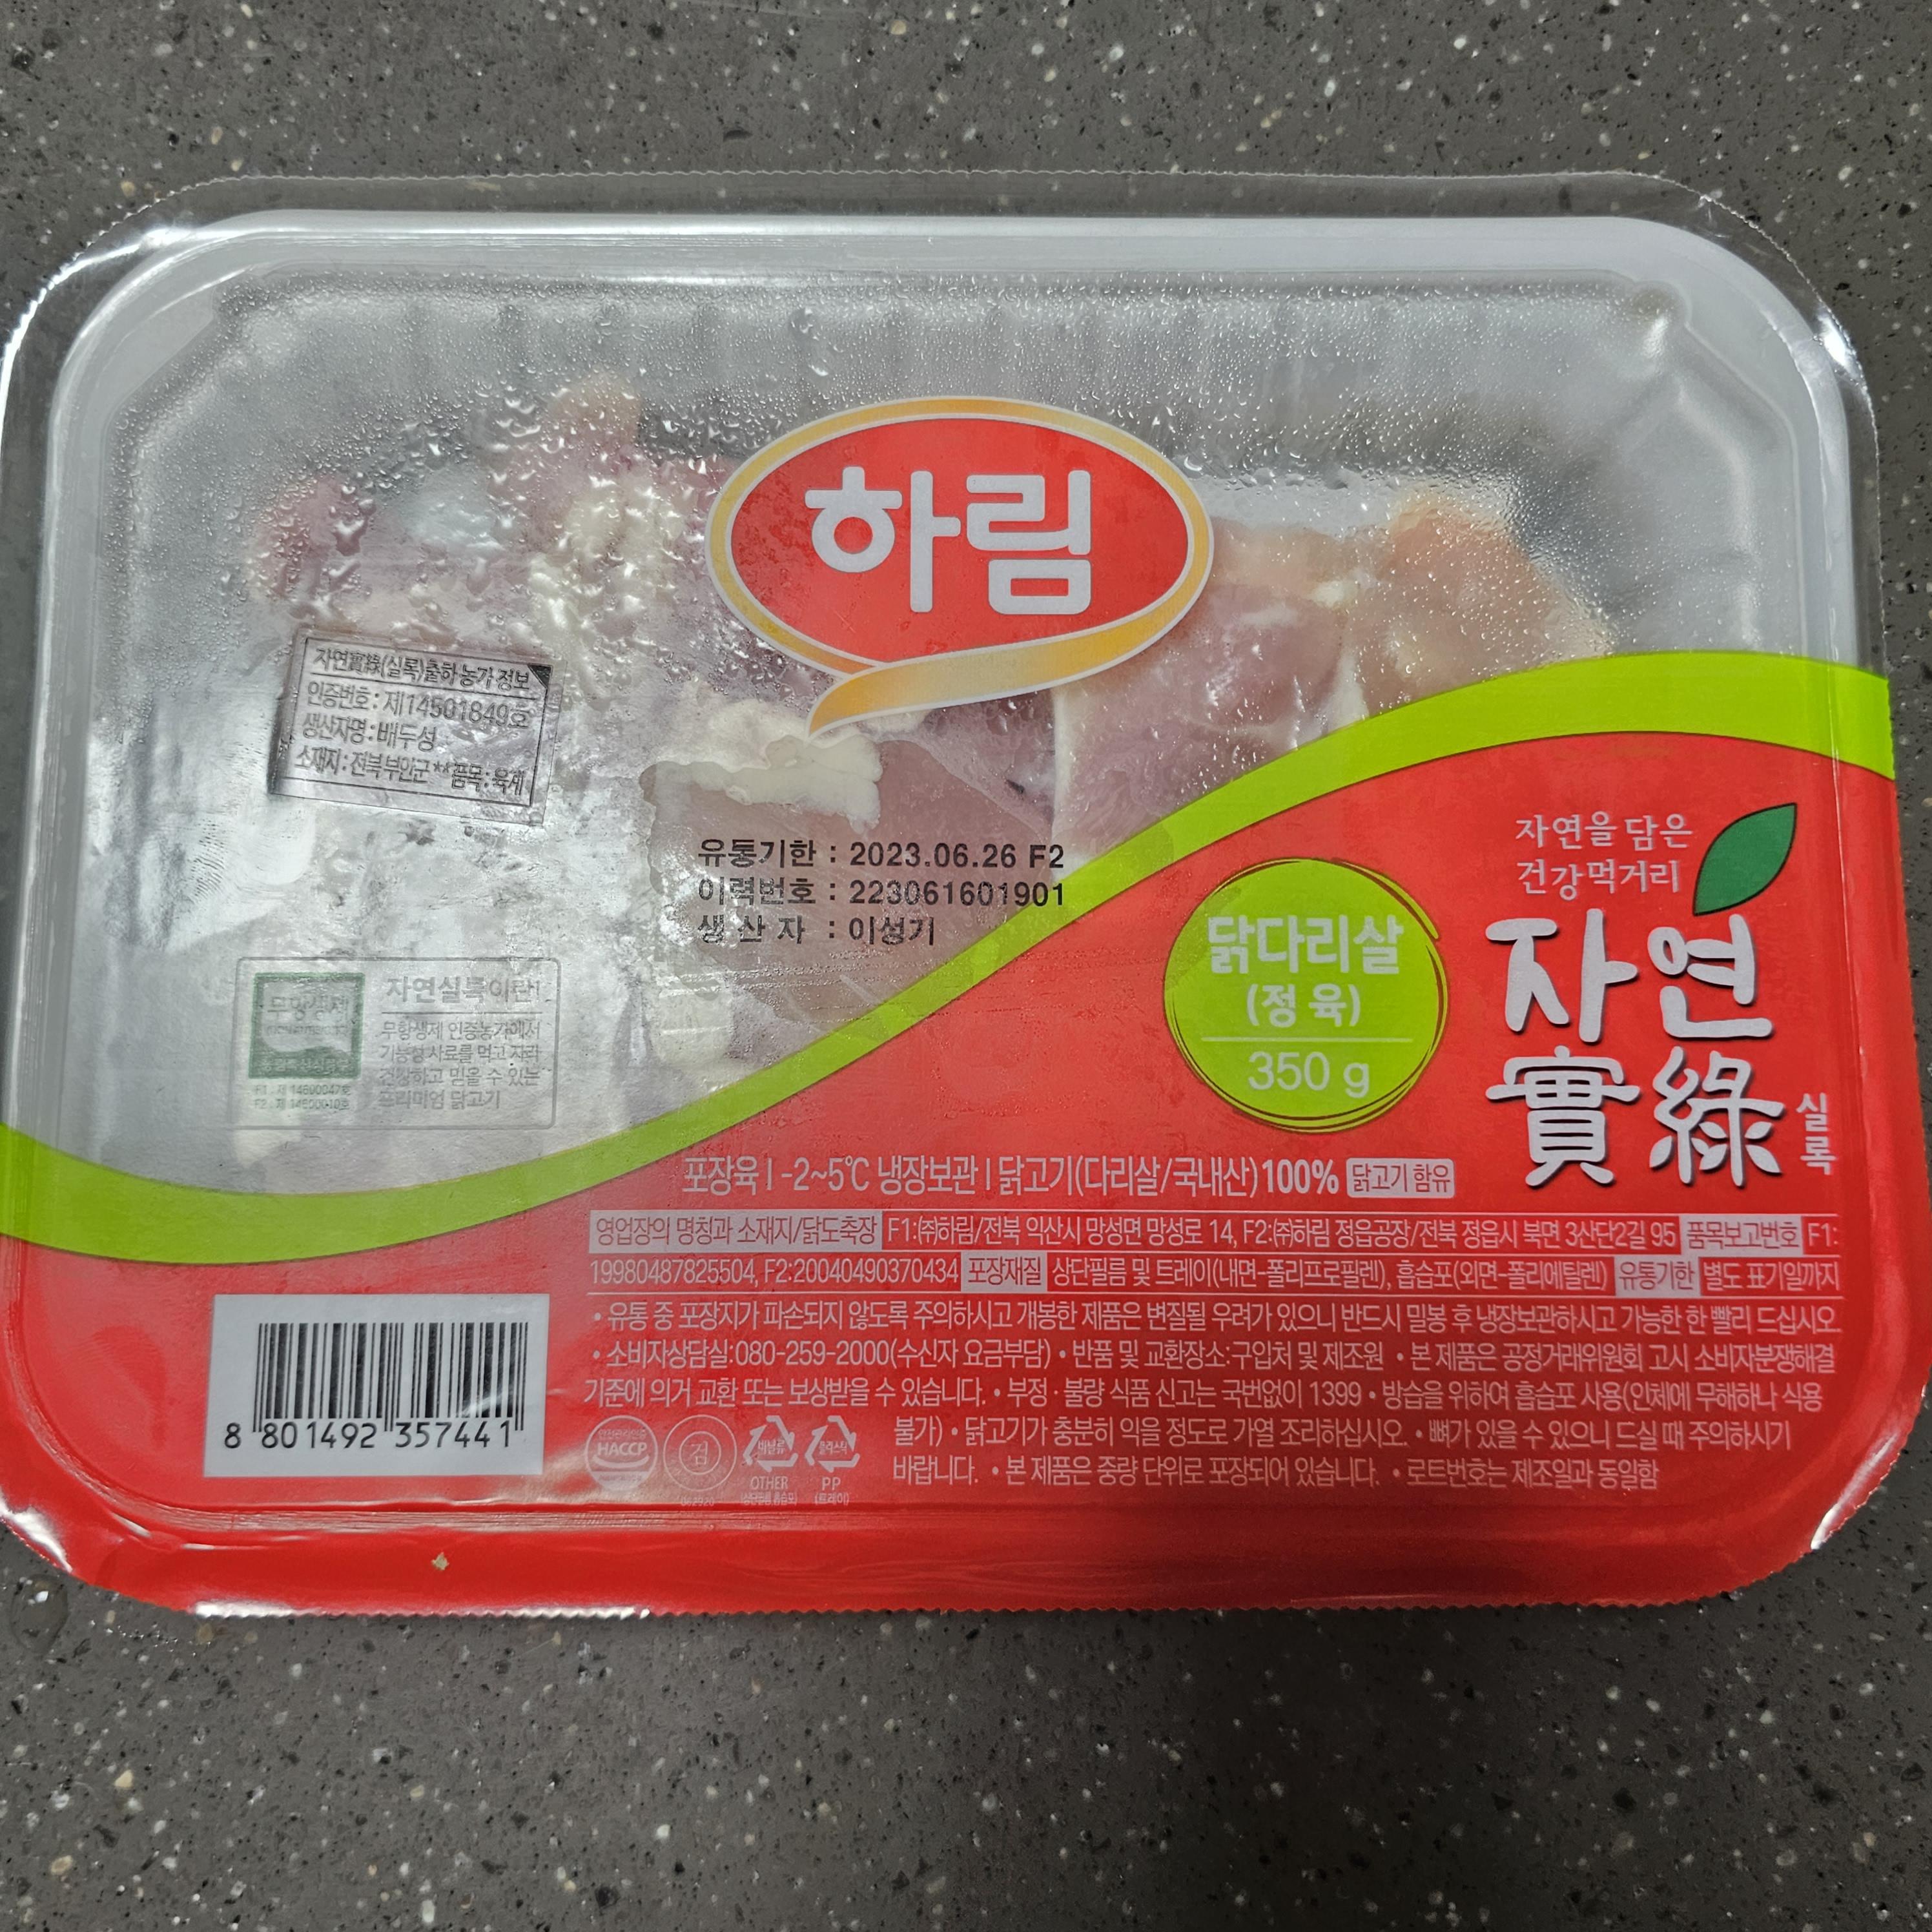 하림
자연實綠(실록)출하 농가 정보
인증번호 : 제14501849호
생산자명 : 배두성
소재지 : 전북 부안군 **품목 : 육계
유통기한 : 2023.06.26 F2
이력번호 : 223061601901
생 산 자 : 이성기
무항생제
자연실록이란!
무항생제 인증농가에서
기능성 사료를 먹고 자라
건강하고 믿을 수 있는
프리미엄 닭고기
자연을 담은
건강먹거리
자연
實綠 실록
닭다리살
(정 육)
350 g
포장육 I -2~5℃ 냉장보관 I 닭고기(다리살/국내산)100% 닭고기 함유
영업장의 명칭과 소재지/닭도축장 F1:㈜하림/전북 익산시 망성면 망성로 14, F2:㈜하림 정읍공장/전북 정읍시 북면 3산단2길 95 품목보고번호 F1:
19980487825504, F2:20040490370434 포장재질 상단필름 및 트레이(내면-폴리프로필렌), 흡습포(외면-폴리에틸렌) 유통기한 별도 표기일까지
• 유통 중 포장지가 파손되지 않도록 주의하시고 개봉한 제품은 변질될 우려가 있으니 반드시 밀봉 후 냉장보관하시고 가능한 한 빨리 드십시오.
• 소비자상담실:080-259-2000(수신자 요금부담) • 반품 및 교환장소:구입처 및 제조원 • 본 제품은 공정거래위원회 고시 소비자분쟁해결
기준에 의거 교환 또는 보상받을 수 있습니다. • 부정 · 불량 식품 신고는 국번없이 1399 • 방습을 위하여 흡습포 사용(인체에 무해하나 식용
불가) • 닭고기가 충분히 익을 정도로 가열 조리하십시오. • 뼈가 있을 수 있으니 드실 때 주의하시기
바랍니다. • 본 제품은 중량 단위로 포장되어 있습니다. • 로트번호는 제조일과 동일함
HACCP
검
비닐류
OTHER
플라스틱
PP
(트레이)
8 801492 357441